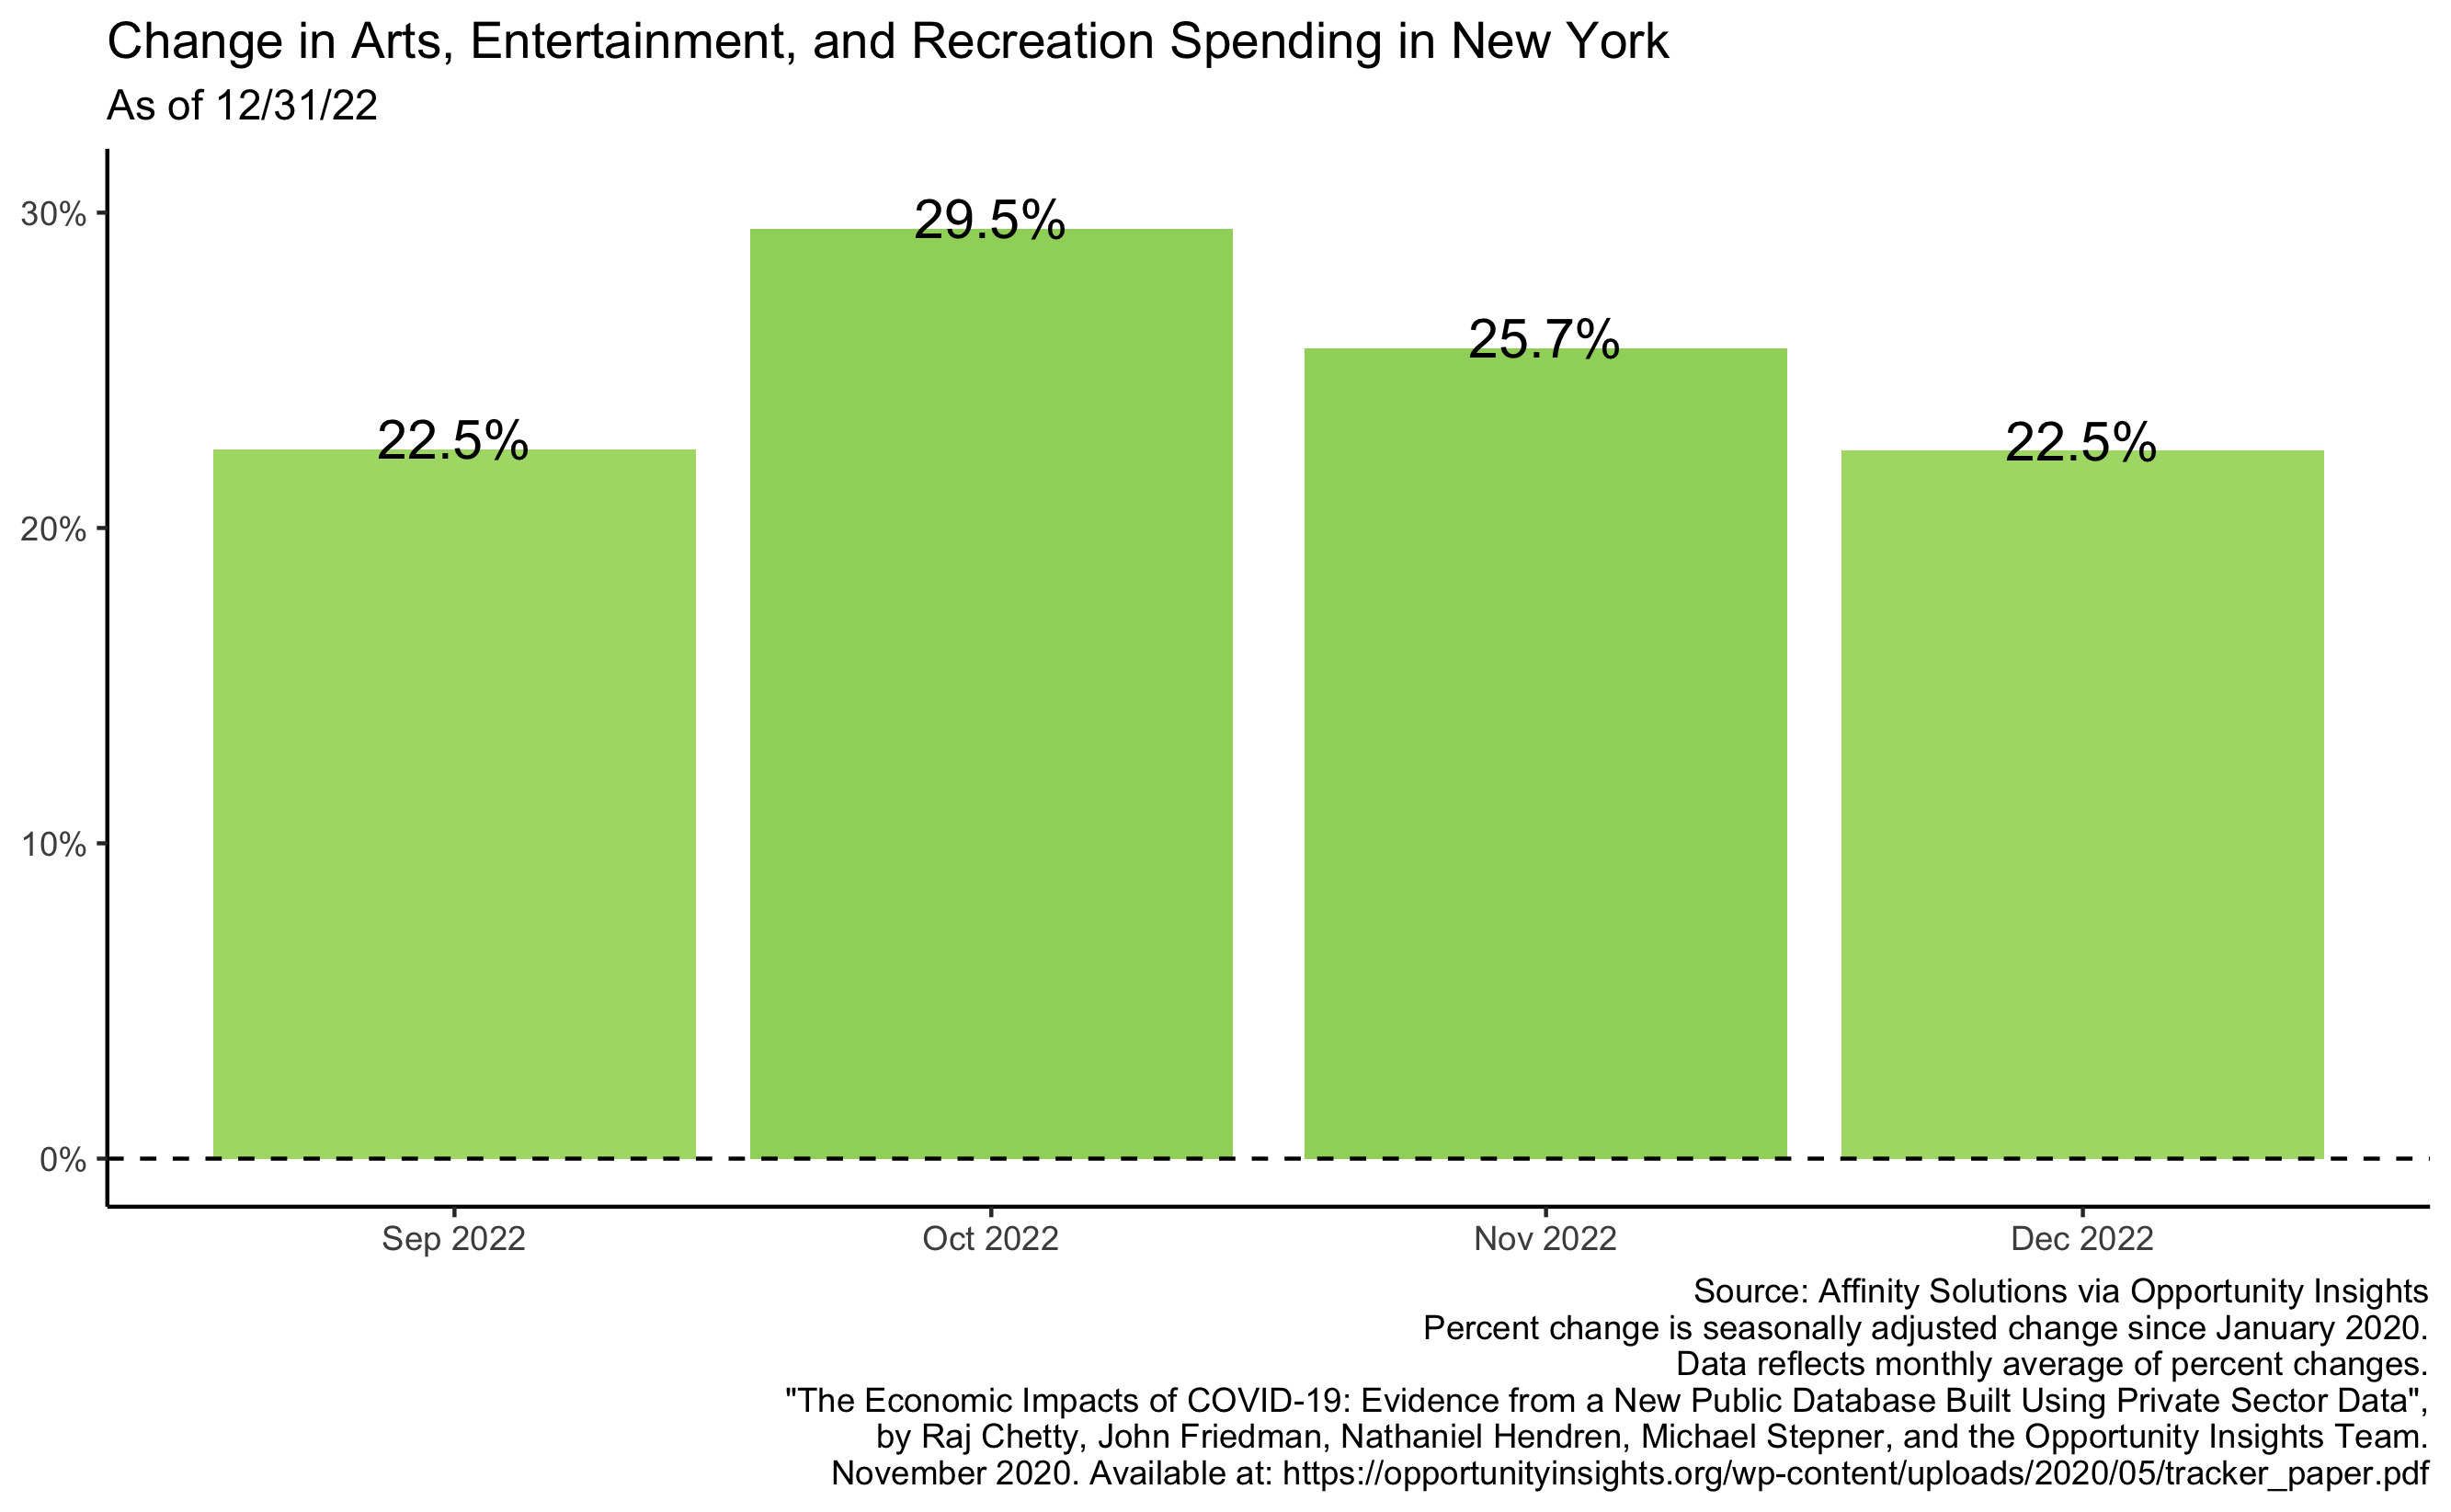 Change in Arts, Entertainment, and Recreation Spending in New York
As of 12/31/22
30%
20%
10%
0%
22.5%
29.5%
25.7%
22.5%
Sep 2022
Oct 2022
Nov 2022
Dec 2022
Source: Affinity Solutions via Opportunity Insights
Percent change is seasonally adjusted change since January 2020.
Data reflects monthly average of percent changes.
"The Economic Impacts of COVID-19: Evidence from a New Public Database Built Using Private Sector Data",
by Raj Chetty, John Friedman, Nathaniel Hendren, Michael Stepner, and the Opportunity Insights Team.
November 2020. Available at: https://opportunityinsights.org/wp-content/uploads/2020/05/tracker_paper.pdf